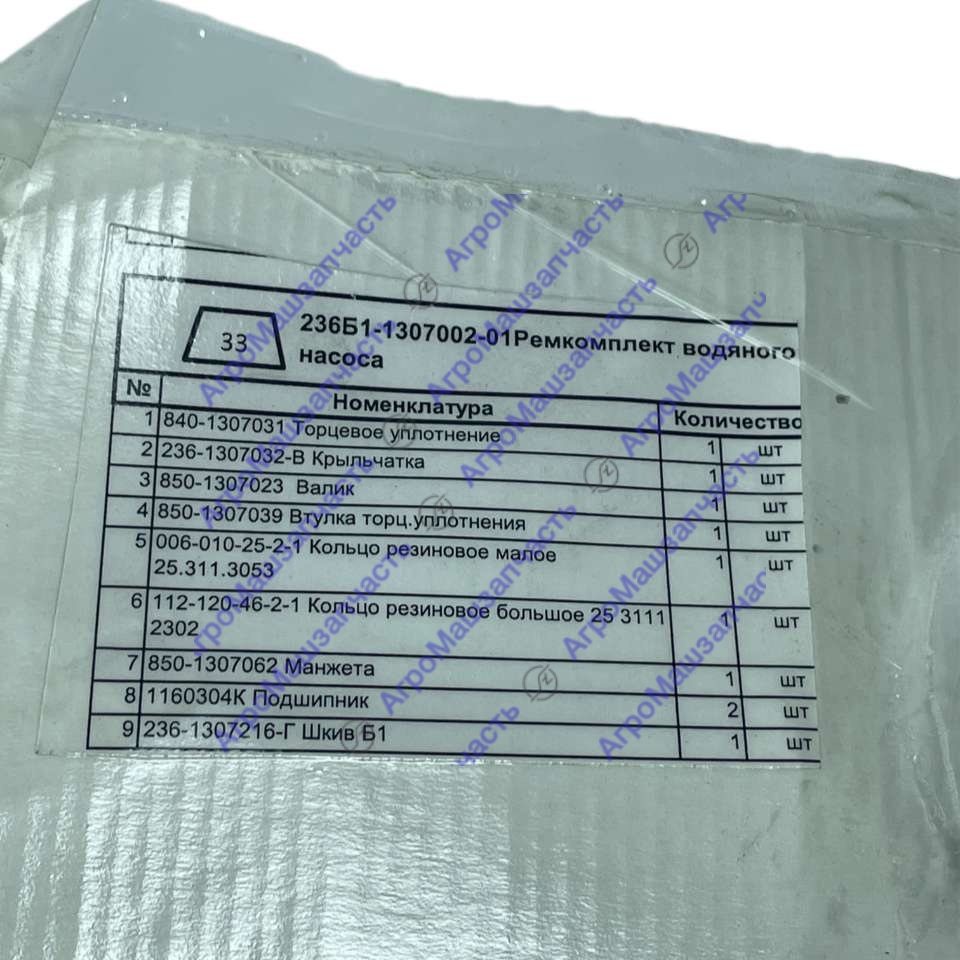 33
236Б1-1307002-01Ремкомплект водяного
насоса
№ Номенклатура Количество
1 840-1307031 Торцевое уплотнение 1 шт
2 236-1307032-В Крыльчатка 1 шт
3 850-1307023 Валик 1 шт
4 850-1307039 Втулка торц.уплотнения 1 шт
5 006-010-25-2-1 Кольцо резиновое малое 1 шт
25.311.3053
6 112-120-46-2-1 Кольцо резиновое большое 25 3111 1 шт
2302
7 850-1307062 Манжета 1 шт
8 1160304К Подшипник 2 шт
9 236-1307216-Г Шкив Б1 1 шт
АгроМашзапчасть